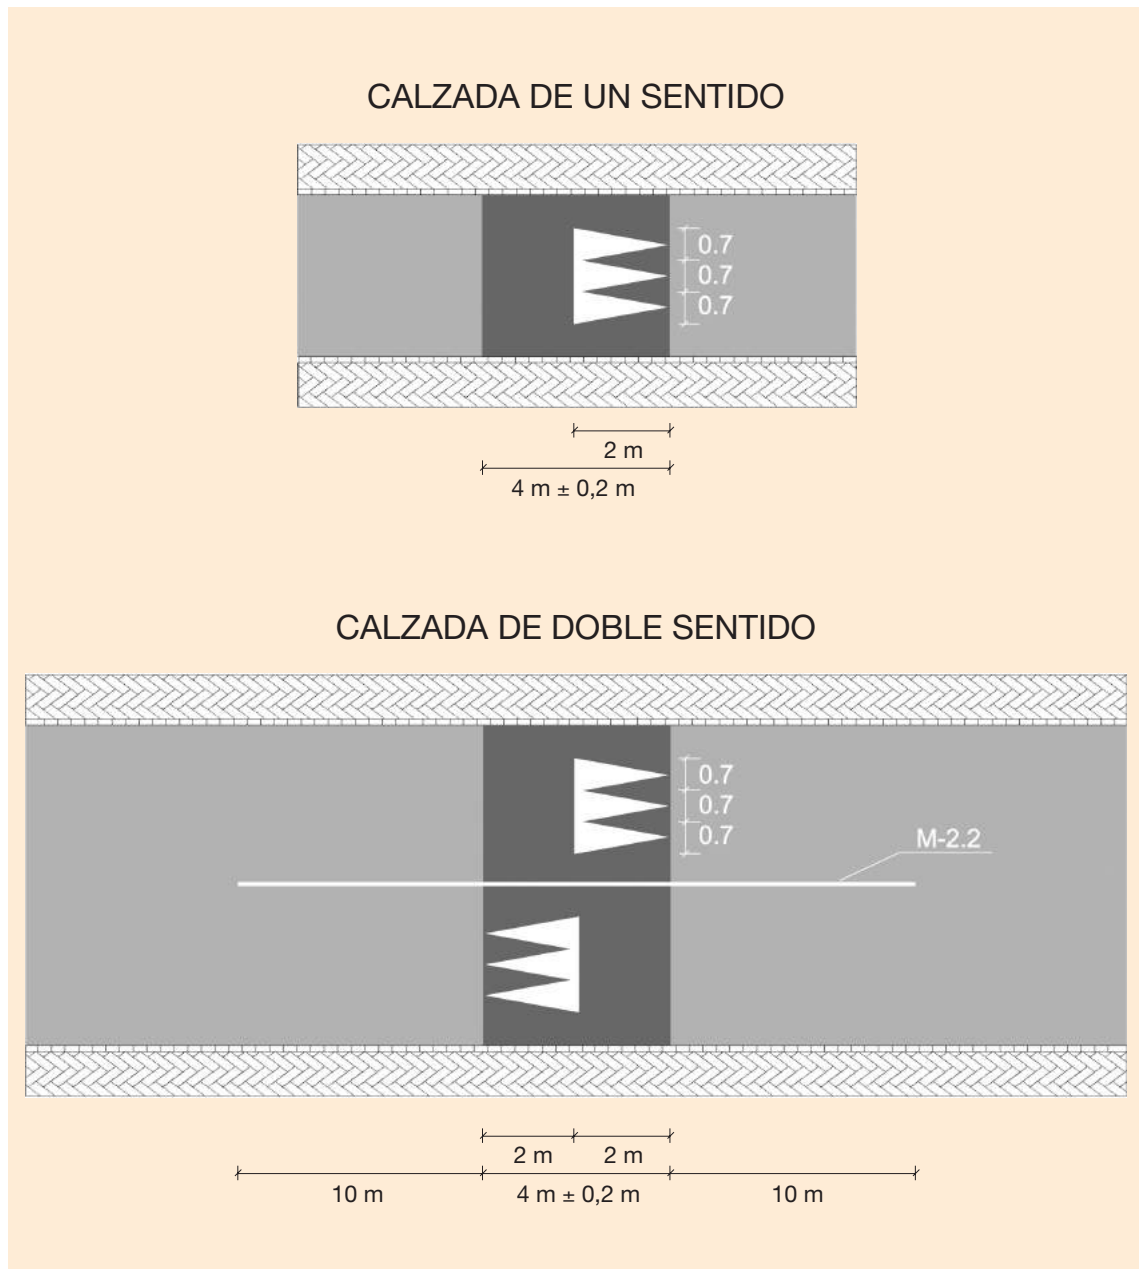 CALZADA DE UN SENTIDO
0.7
0.7
0.7
2 m
4 m ± 0,2 m
CALZADA DE DOBLE SENTIDO
0.7
0.7
0.7
M-2.2
2 m 2 m
10 m 4 m ± 0,2 m 10 m